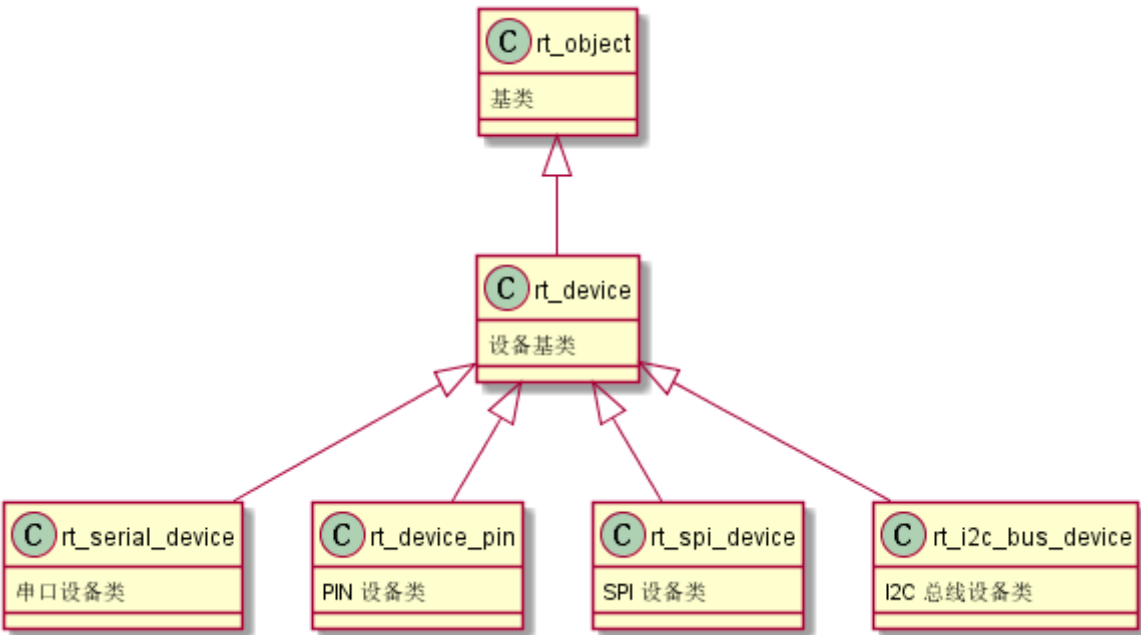 C rt_object
基类
C rt_device
设备基类
C rt_serial_device
串口设备类
C rt_device_pin
PIN 设备类
C rt_spi_device
SPI 设备类
C rt_i2c_bus_device
I2C 总线设备类